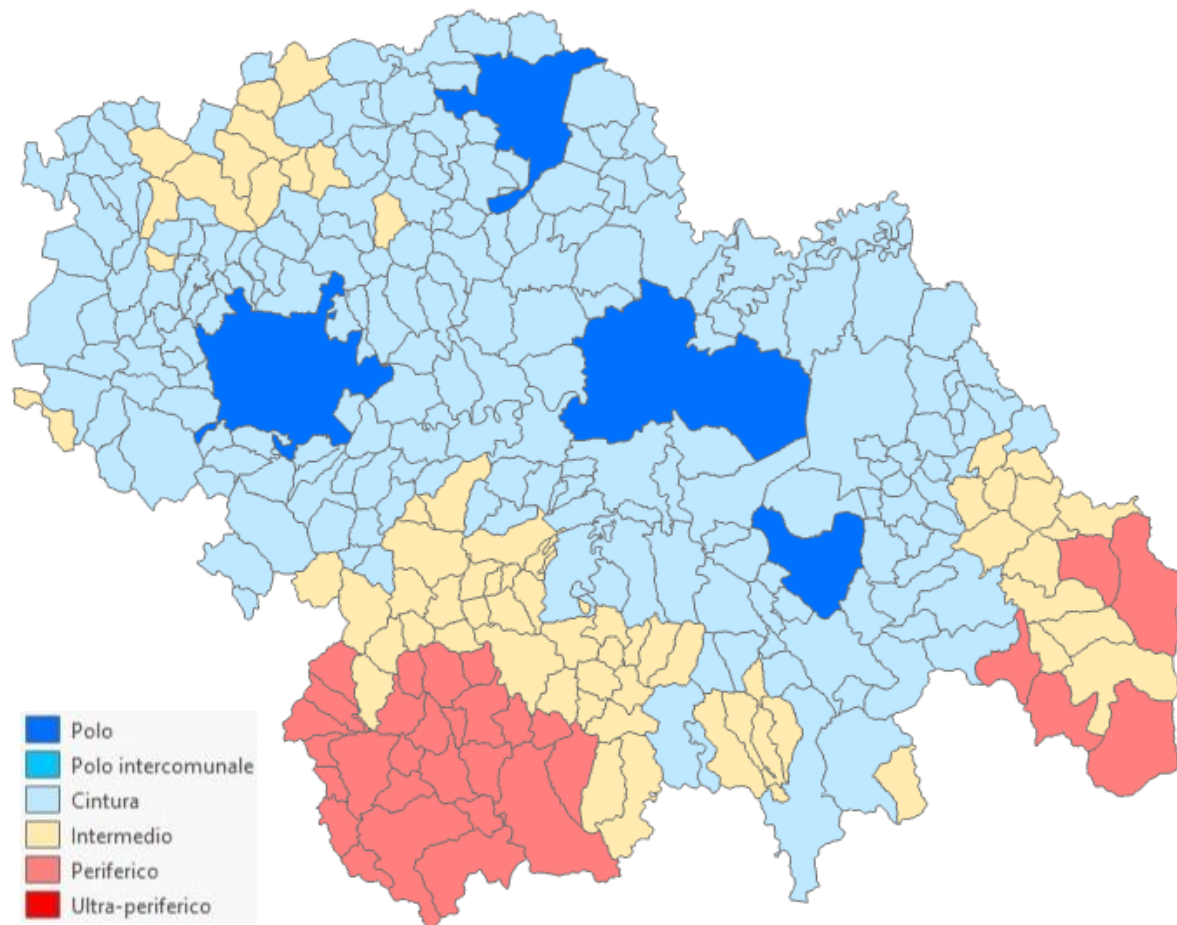 Polo
Polo intercomunale
Cintura
Intermedio
Periferico
Ultra-periferico